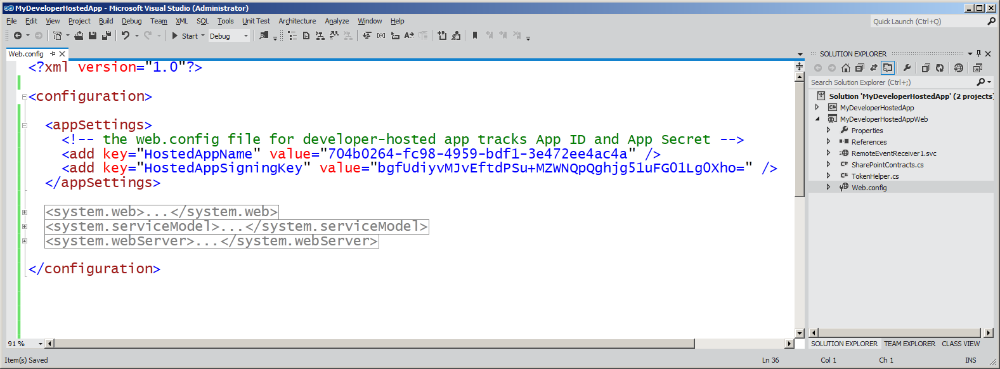 MyDeveloperHostedApp - Microsoft Visual Studio (Administrator)
File Edit View Project Build Debug Team XML SQL Tools Unit Test Architecture Analyze Window Help
Quick Launch (Ctrl+Q)
Start Debug
Web.config
<?xml version="1.0"?>
<configuration>
<appSettings>
<!-- the web.config file for developer-hosted app tracks App ID and App Secret -->
<add key="HostedAppName" value="704b0264-fc98-4959-bdf1-3e472ee4ac4a" />
<add key="HostedAppSigningKey" value="bgfUdiyvMJvEftdPSu+MZWNQpQghjg51uFGO1LgOXho=" />
</appSettings>
<system.web>...</system.web>
<system.serviceModel>...</system.serviceModel>
<system.webServer>...</system.webServer>
</configuration>
91 %
SOLUTION EXPLORER
Search Solution Explorer (Ctrl+;)
Solution 'MyDeveloperHostedApp' (2 projects)
MyDeveloperHostedApp
MyDeveloperHostedAppWeb
Properties
References
RemoteEventReceiver1.svc
SharePointContracts.cs
TokenHelper.cs
Web.config
SOLUTION EXPLORER TEAM EXPLORER CLASS VIEW
Item(s) Saved Ln 36 Col 1 Ch 1 INS